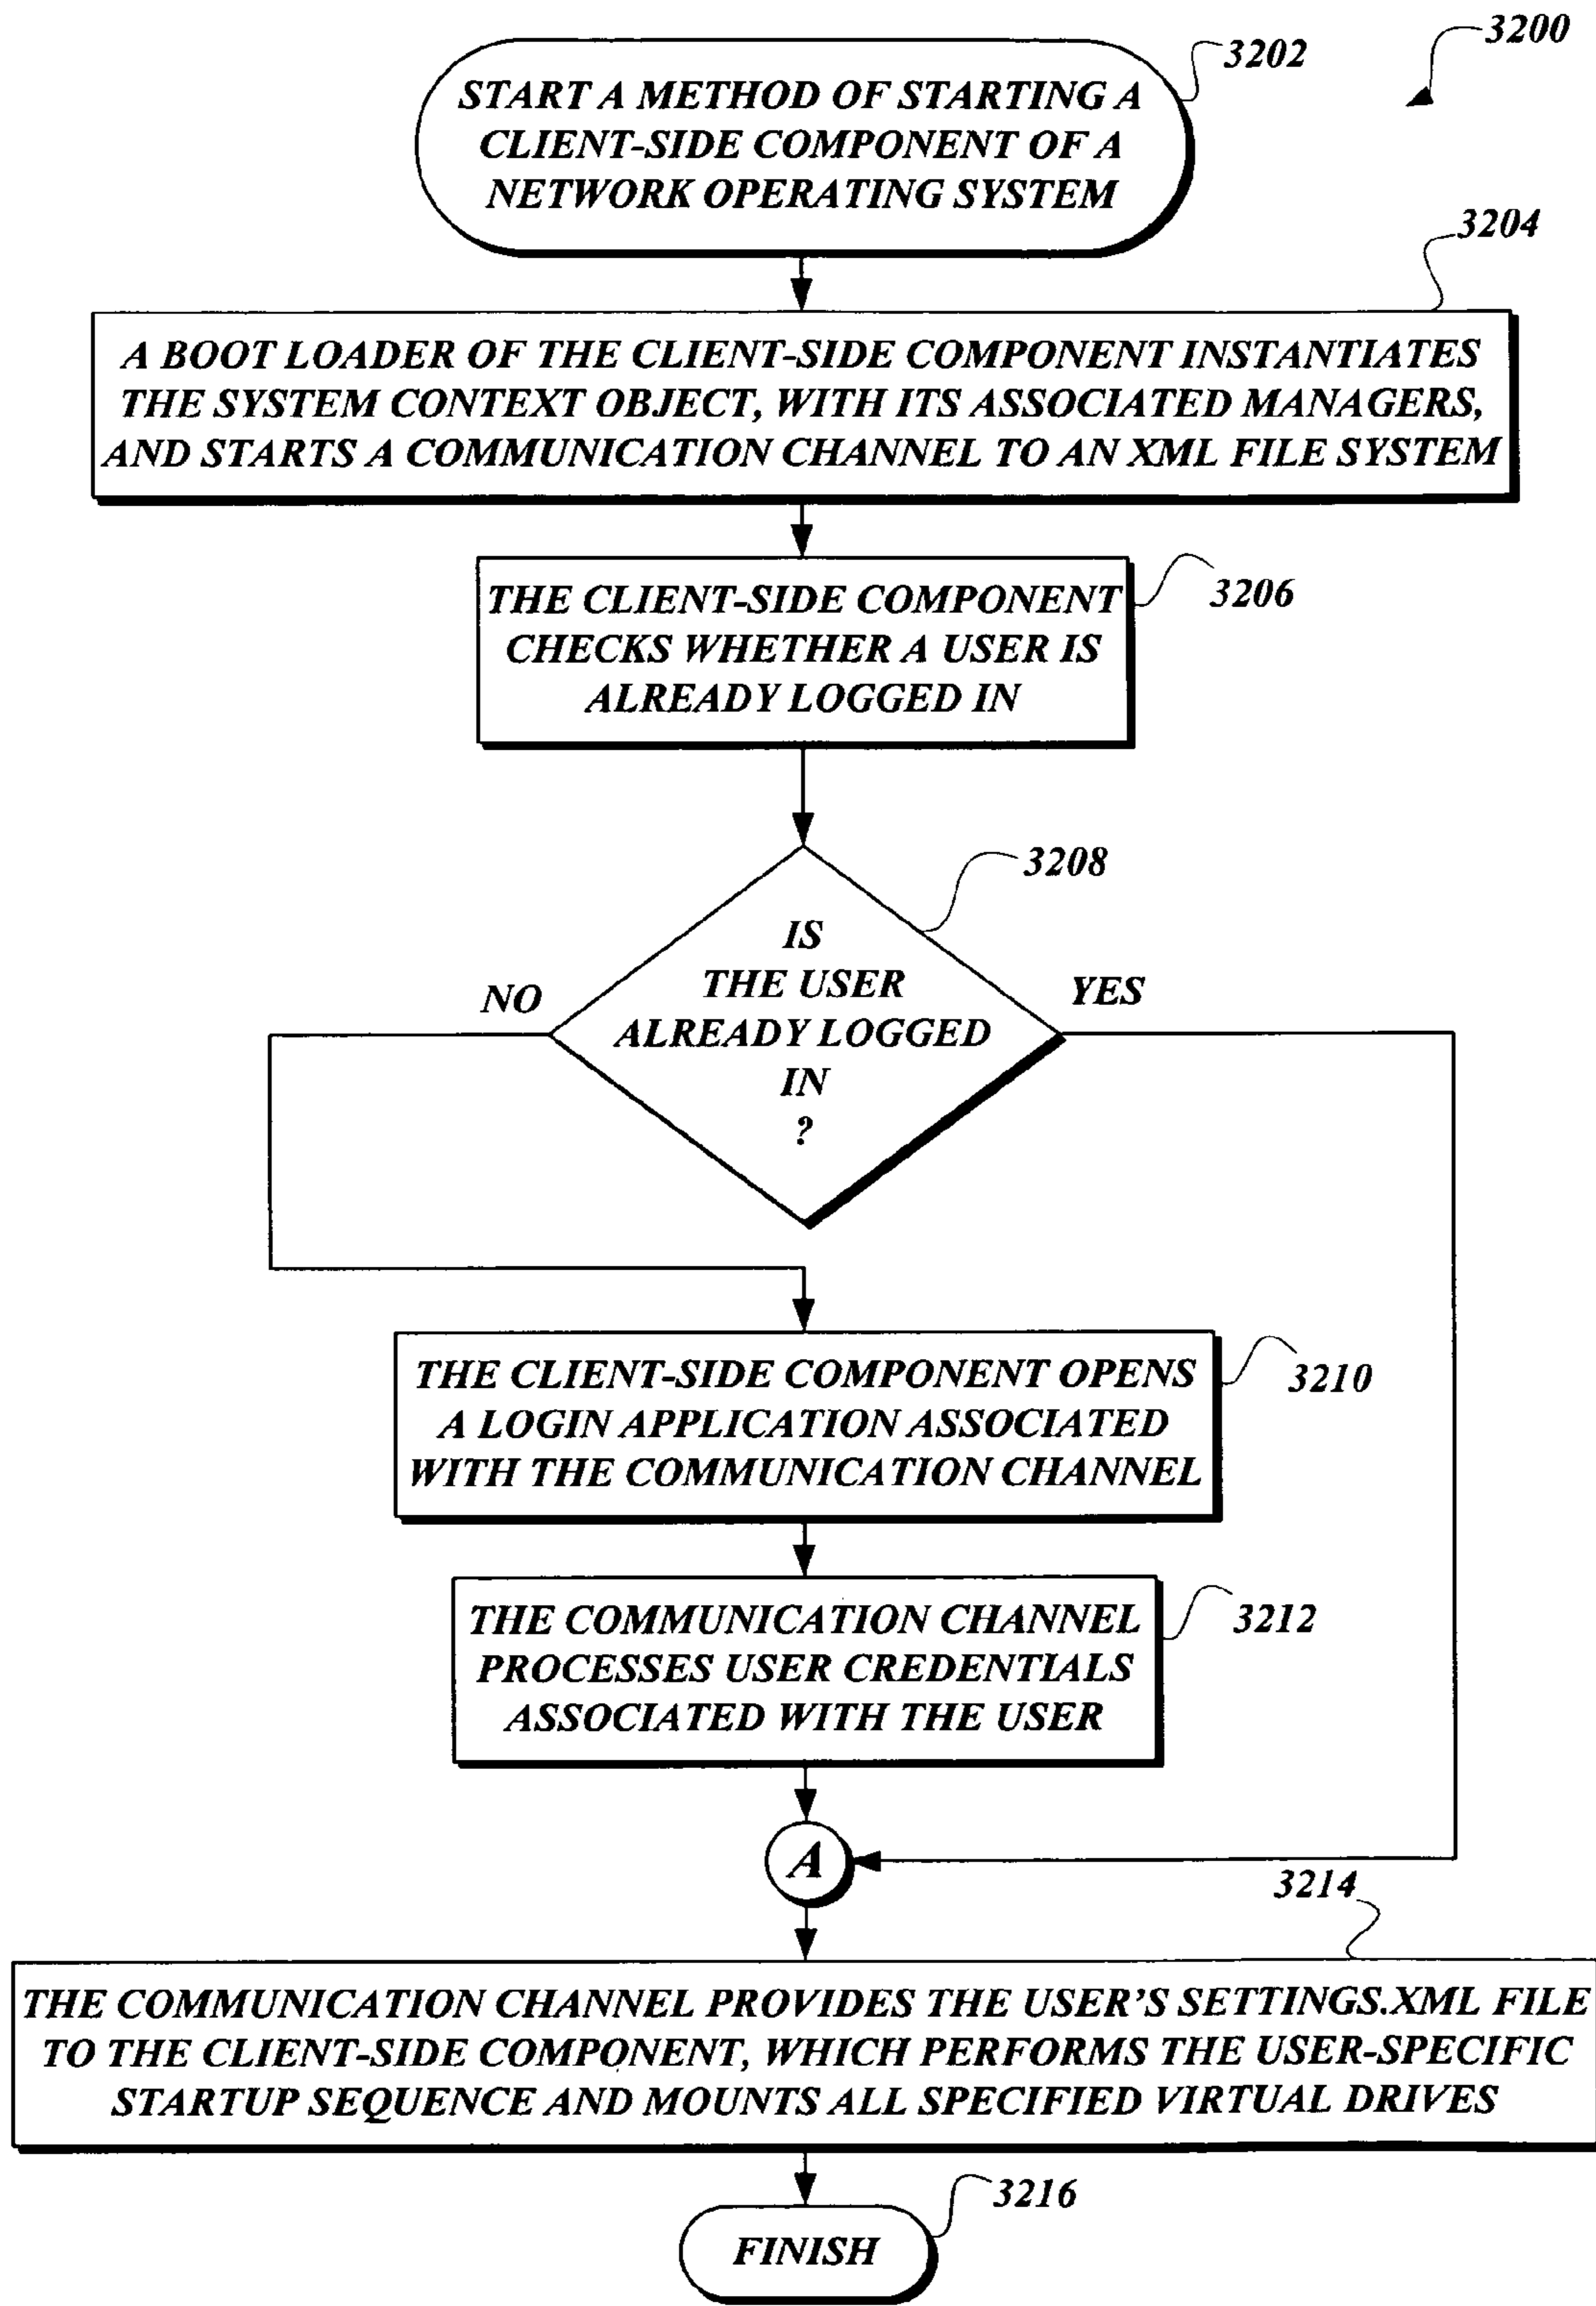 3200
3202
START A METHOD OF STARTING A
CLIENT-SIDE COMPONENT OF A
NETWORK OPERATING SYSTEM
3204
A BOOT LOADER OF THE CLIENT-SIDE COMPONENT INSTANTIATES
THE SYSTEM CONTEXT OBJECT, WITH ITS ASSOCIATED MANAGERS,
AND STARTS A COMMUNICATION CHANNEL TO AN XML FILE SYSTEM
3206
THE CLIENT-SIDE COMPONENT
CHECKS WHETHER A USER IS
ALREADY LOGGED IN
3208
IS
THE USER
ALREADY LOGGED
IN
?
NO
YES
3210
THE CLIENT-SIDE COMPONENT OPENS
A LOGIN APPLICATION ASSOCIATED
WITH THE COMMUNICATION CHANNEL
3212
THE COMMUNICATION CHANNEL
PROCESSES USER CREDENTIALS
ASSOCIATED WITH THE USER
A
3214
THE COMMUNICATION CHANNEL PROVIDES THE USER'S SETTINGS.XML FILE
TO THE CLIENT-SIDE COMPONENT, WHICH PERFORMS THE USER-SPECIFIC
STARTUP SEQUENCE AND MOUNTS ALL SPECIFIED VIRTUAL DRIVES
3216
FINISH